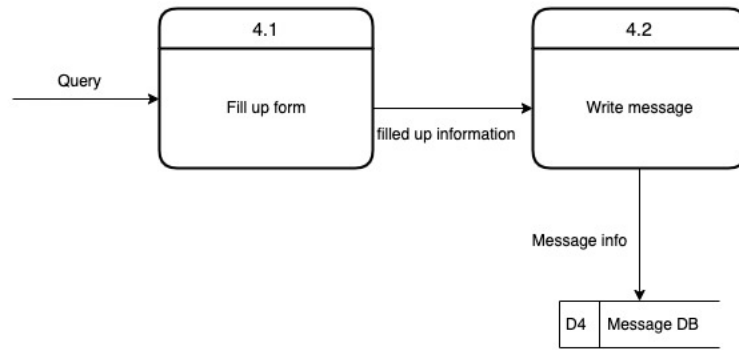 4.1
4.2
Query
Fill up form
filled up information
Write message
Message info
D4
Message DB